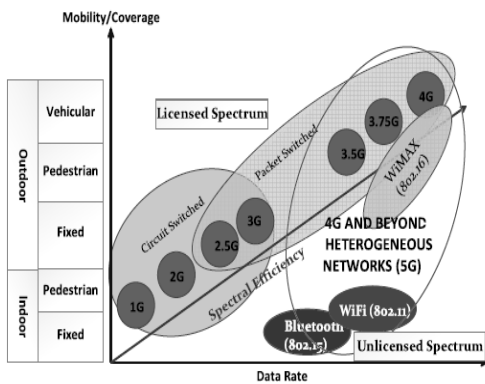 Mobility/Coverage
Outdoor
Vehicular
Pedestrian
Fixed
Indoor
Pedestrian
Fixed
Licensed Spectrum
Circuit Switched
Packet Switched
1G
2G
2.5G
3G
3.5G
3.75G
4G
WiMAX
(802.16)
Spectral Efficiency
4G AND BEYOND
HETEROGENEOUS
NETWORKS (5G)
WiFi (802.11)
Bluetooth
(802.15)
Unlicensed Spectrum
Data Rate